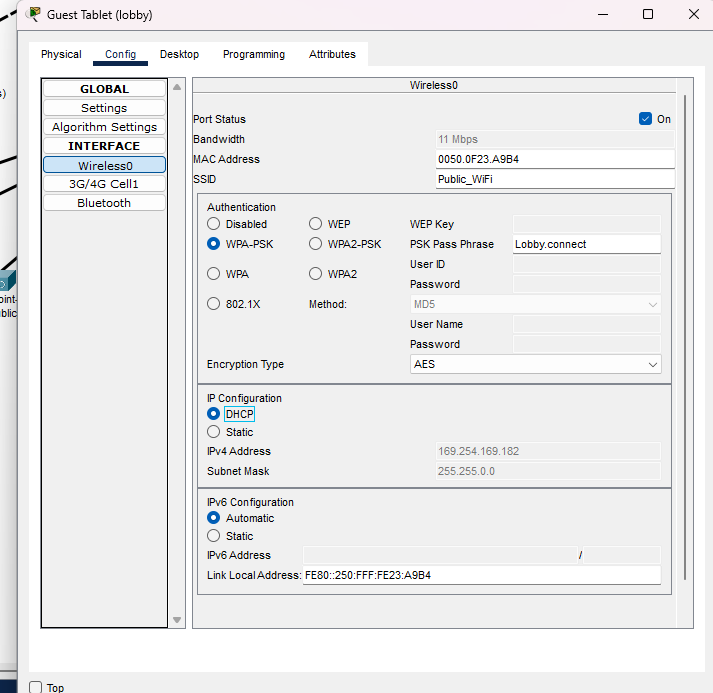 Guest Tablet (lobby)
Physical Config Desktop Programming Attributes
GLOBAL
Settings
Algorithm Settings
INTERFACE
Wireless0
3G/4G Cell1
Bluetooth
Wireless0
Port Status On
Bandwidth 11 Mbps
MAC Address 0050.0F23.A9B4
SSID Public_WiFi
Authentication
Disabled WEP WEP Key
WPA-PSK WPA2-PSK PSK Pass Phrase Lobby.connect
User ID
WPA WPA2
Password
802.1X Method: MD5
User Name
Password
Encryption Type AES
IP Configuration
DHCP
Static
IPv4 Address 169.254.169.182
Subnet Mask 255.255.0.0
IPv6 Configuration
Automatic
Static
IPv6 Address /
Link Local Address: FE80::250:FFF:FE23:A9B4
Top